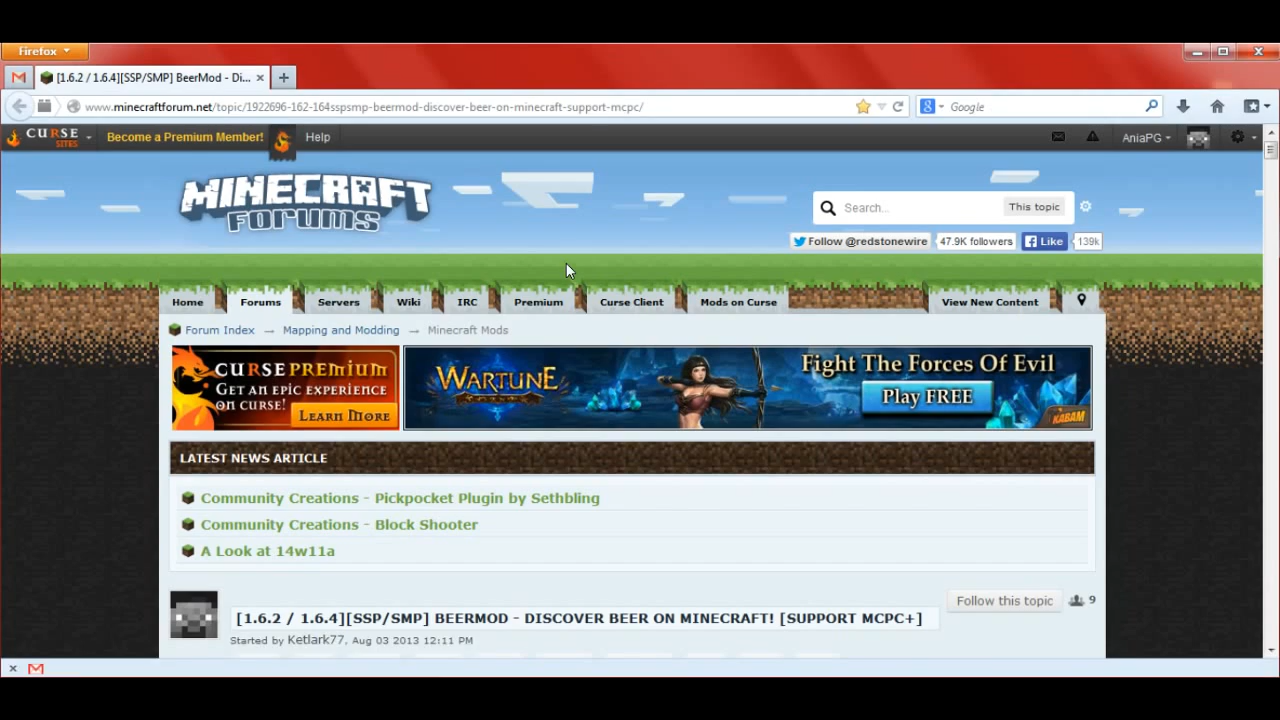 Firefox
[1.6.2 / 1.6.4][SSP/SMP] BeerMod - Di...
www.minecraftforum.net/topic/1922696-162-164sspsmp-beermod-discover-beer-on-minecraft-support-mcpc/
Google
CURSE SITES
Become a Premium Member!
Help
AniaPG
MINECRAFT
FORUMS
Search...
This topic
Follow @redstonewire
47.9K followers
Like
139k
Home
Forums
Servers
Wiki
IRC
Premium
Curse Client
Mods on Curse
View New Content
Forum Index → Mapping and Modding → Minecraft Mods
CURSE PREMIUM
GET AN EPIC EXPERIENCE
ON CURSE!
LEARN MORE
WARTUNE
Fight The Forces Of Evil
Play FREE
KABAM
LATEST NEWS ARTICLE
Community Creations - Pickpocket Plugin by Sethbling
Community Creations - Block Shooter
A Look at 14w11a
Follow this topic
9
[1.6.2 / 1.6.4][SSP/SMP] BEERMOD - DISCOVER BEER ON MINECRAFT! [SUPPORT MCPC+]
Started by Ketlark77, Aug 03 2013 12:11 PM